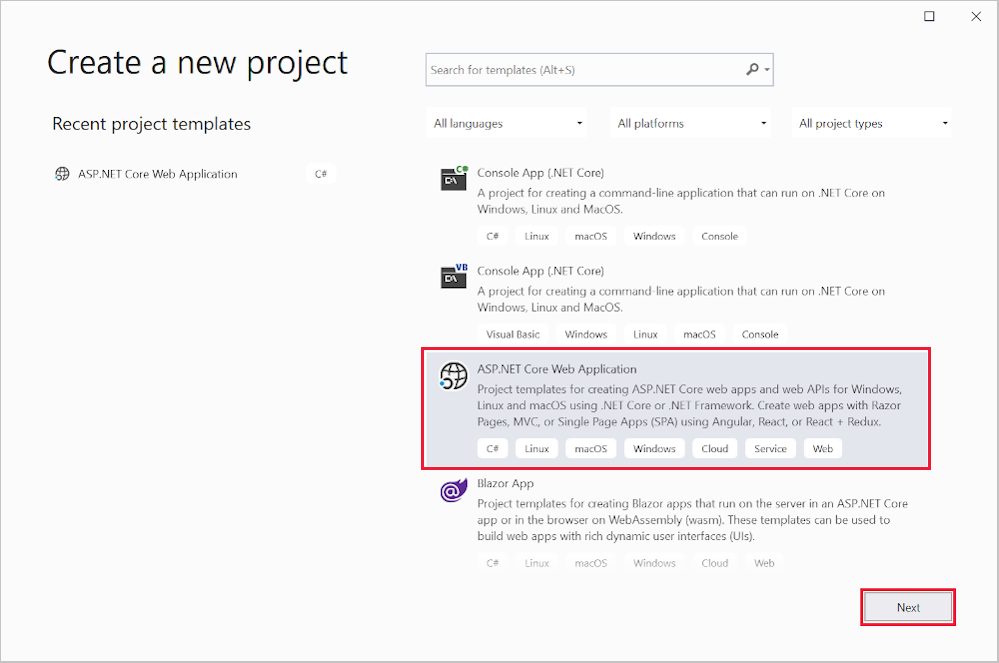 Create a new project
Search for templates (Alt+S)
Recent project templates
All languages
All platforms
All project types
ASP.NET Core Web Application
C#
C#
Console App (.NET Core)
A project for creating a command-line application that can run on .NET Core on
Windows, Linux and MacOS.
C# Linux macOS Windows Console
VB
Console App (.NET Core)
A project for creating a command-line application that can run on .NET Core on
Windows, Linux and MacOS.
Visual Basic Windows Linux macOS Console
ASP.NET Core Web Application
Project templates for creating ASP.NET Core web apps and web APIs for Windows,
Linux and macOS using .NET Core or .NET Framework. Create web apps with Razor
Pages, MVC, or Single Page Apps (SPA) using Angular, React, or React + Redux.
C# Linux macOS Windows Cloud Service Web
Blazor App
Project templates for creating Blazor apps that run on the server in an ASP.NET Core
app or in the browser on WebAssembly (wasm). These templates can be used to
build web apps with rich dynamic user interfaces (UIs).
C# Linux macOS Windows Cloud Web
Next